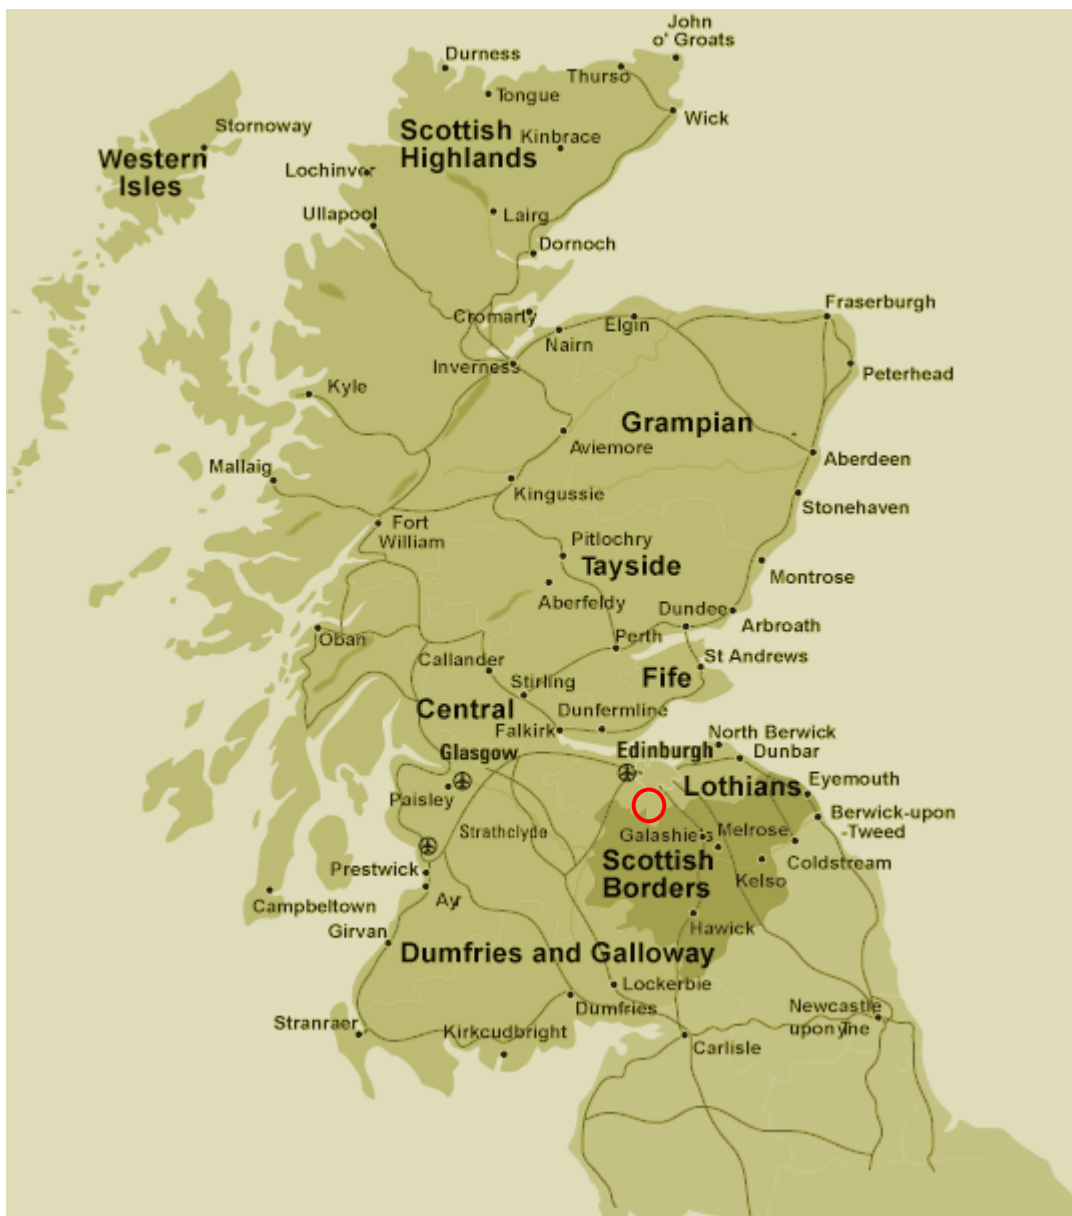 John
o' Groats
Durness
Thurso
Tongue
Wick
Stornoway
Scottish
Highlands
Kinbrace
Western
Isles
Lochinver
Ullapool
Lairg
Dornoch
Cromarty
Fraserburgh
Elgin
Nairn
Inverness
Peterhead
Kyle
Grampian
Aviemore
Aberdeen
Mallaig
Kingussie
Stonehaven
Fort
William
Pitlochry
Tayside
Montrose
Aberfeldy
Dundee
Arbroath
Oban
Perth
Callander
St Andrews
Stirling
Fife
Central
Dunfermline
Falkirk
North Berwick
Glasgow
Edinburgh
Dunbar
Lothians
Eyemouth
Paisley
Berwick-upon
-Tweed
Strathclyde
Galashiels
Melrose
Scottish
Borders
Coldstream
Prestwick
Kelso
Ayr
Campbeltown
Girvan
Hawick
Dumfries and Galloway
Lockerbie
Dumfries
Stranraer
Kirkcudbright
Newcastle
upon Tyne
Carlisle